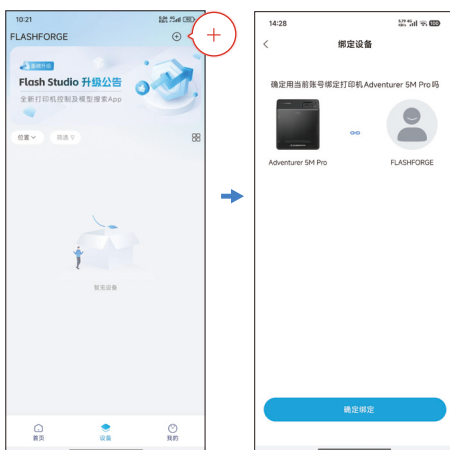 10:21
FLASHFORGE
Flash Studio 升级公告
全新打印机控制及模型搜索App
位置
筛选
暂无设备
首页
设备
我的
14:28
绑定设备
确定用当前账号绑定打印机Adventurer 5M Pro吗
Adventurer 5M Pro
FLASHFORGE
确定绑定